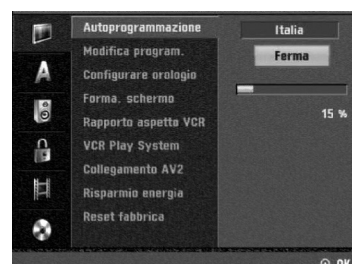 Autoprogrammazione
Modifica program.
Configurare orologio
Forma. schermo
Rapporto aspetto VCR
VCR Play System
Collegamento AV2
Risparmio energia
Reset fabbrica
Italia
Ferma
15 %
A
OK